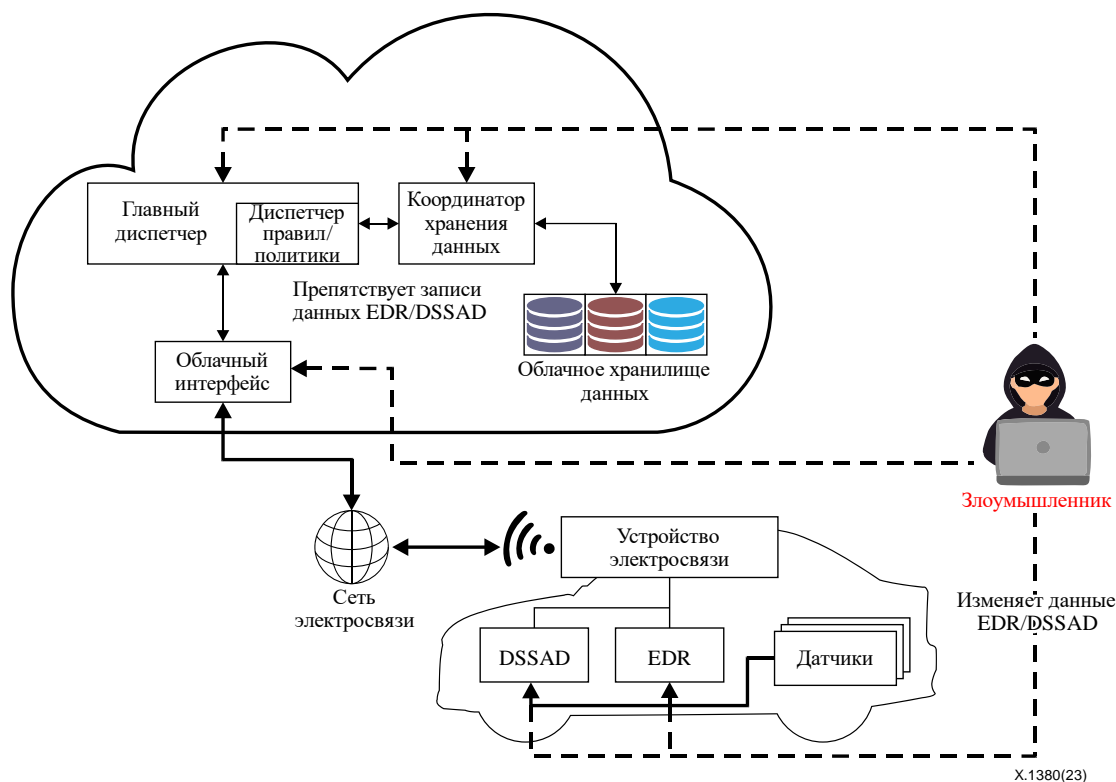 Главный
диспетчер
Диспетчер
правил/
политики
Координатор
хранения
данных
Препятствует записи
данных EDR/DSSAD
Облачный
интерфейс
Облачное хранилище
данных
Злоумышленник
Устройство
электросвязи
Сеть
электросвязи
Изменяет данные
EDR/DSSAD
DSSAD
EDR
Датчики
X.1380(23)